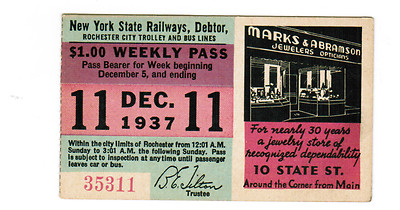 New York State Railways, Debtor,
ROCHESTER CITY TROLLEY AND BUS LINES
$1.00 WEEKLY PASS
Pass Bearer for Week beginning
December 5, and ending
11 DEC. 1937 11
Within the city limits of Rochester from 12:01 A.M.
Sunday to 3:01 A.M. the following Sunday. Pass
is subject to inspection at anytime until passenger
leaves car or bus.
35311
B.E. Tilton
Trustee
MARKS & ABRAMSON
JEWELERS OPTICIANS
For nearly 30 years
a jewelry store of
recognized dependability
10 STATE ST.
Around the Corner from Main